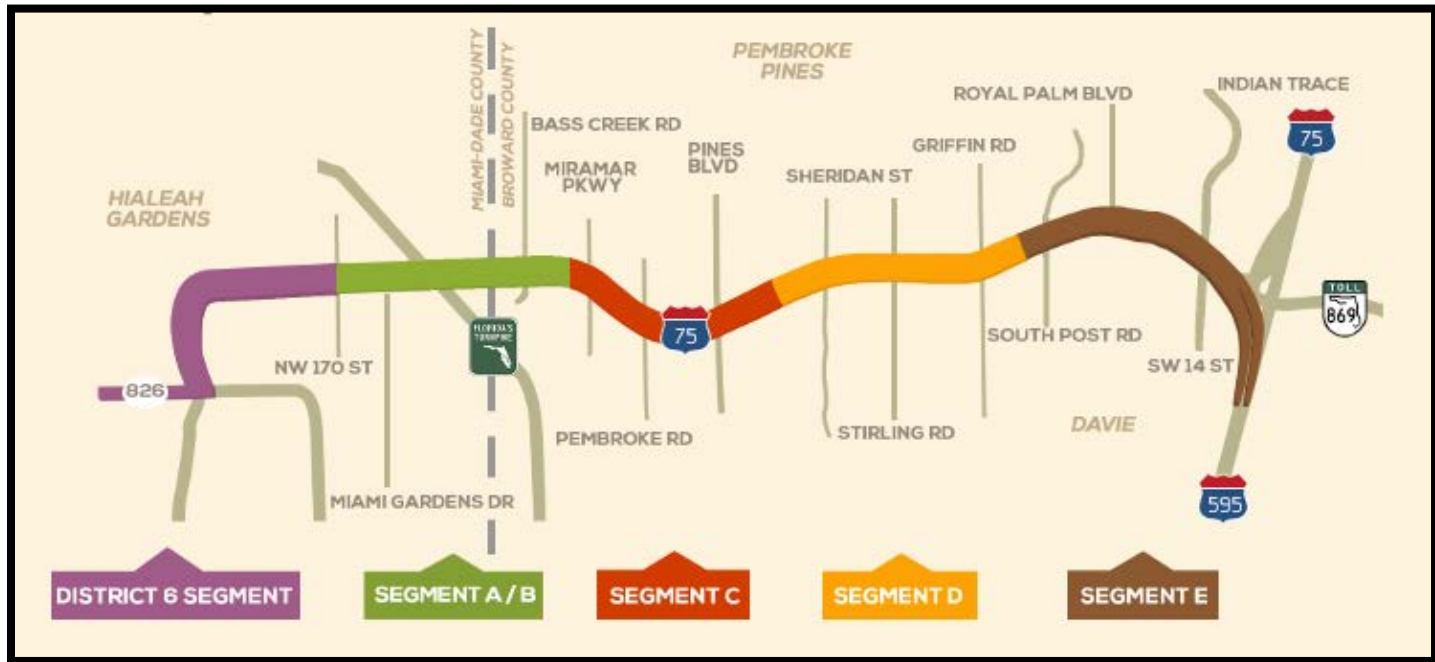 PEMBROKE
PINES
MIAMI-DADE COUNTY
BROWARD COUNTY
INDIAN TRACE
ROYAL PALM BLVD
75
BASS CREEK RD
GRIFFIN RD
PINES
BLVD
MIRAMAR
PKWY
SHERIDAN ST
HIALEAH
GARDENS
TOLL
869
FLORIDA'S
TURNPIKE
75
SOUTH POST RD
NW 170 ST
SW 14 ST
826
DAVIE
STIRLING RD
PEMBROKE RD
MIAMI GARDENS DR
595
DISTRICT 6 SEGMENT
SEGMENT A / B
SEGMENT C
SEGMENT D
SEGMENT E